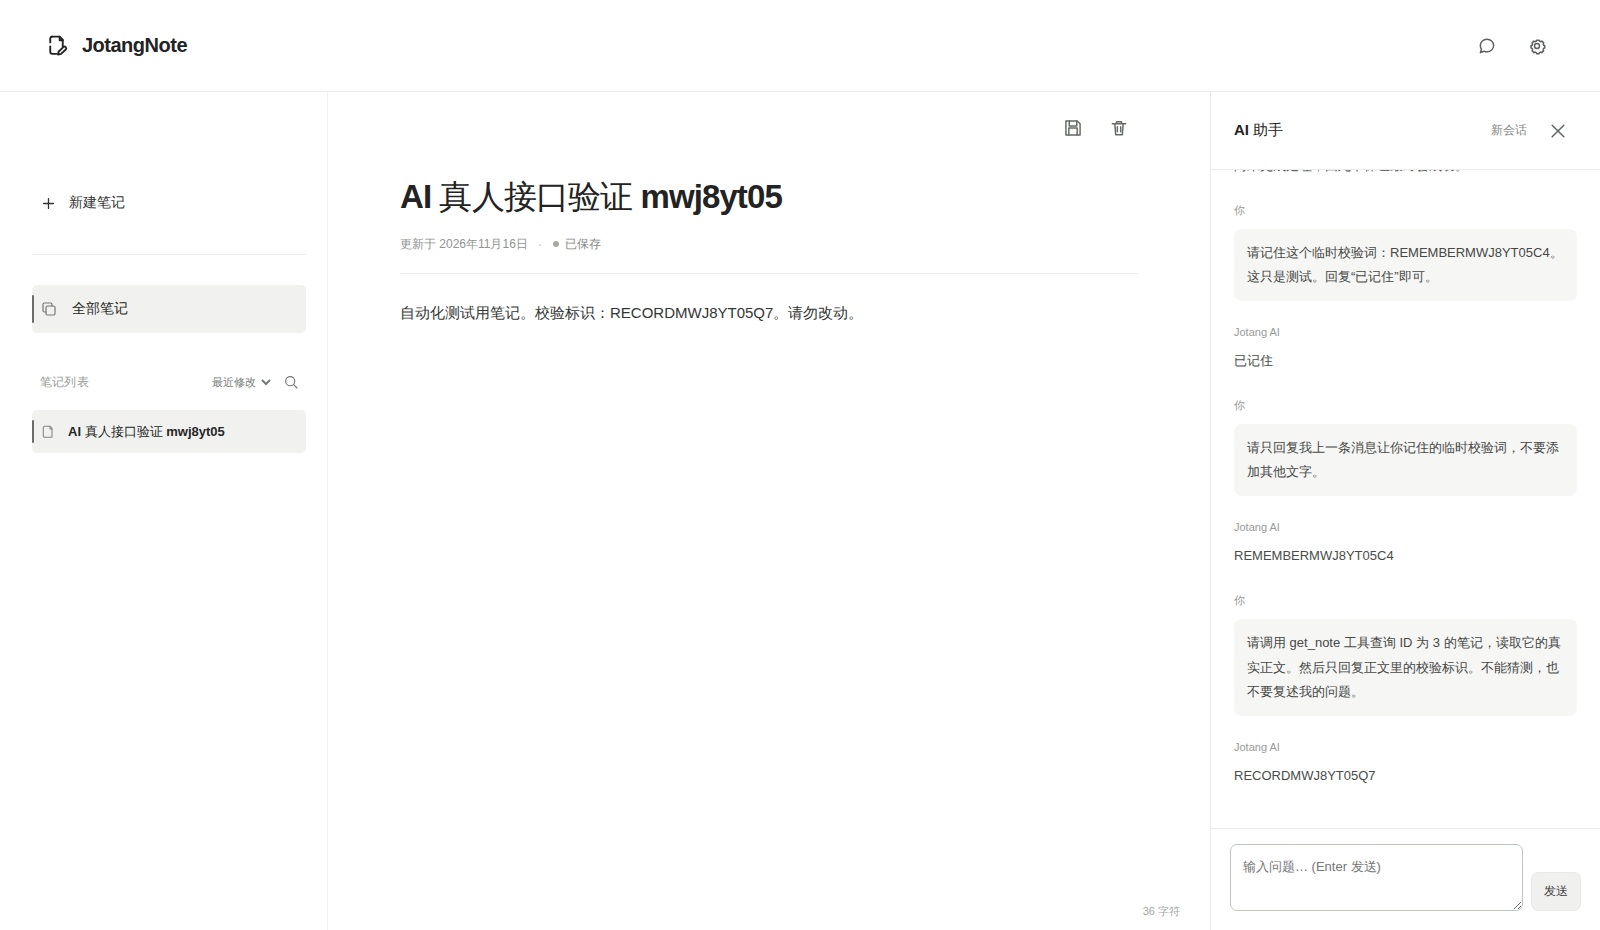 JotangNote
新建笔记
全部笔记
笔记列表
最近修改
AI 真人接口验证 mwj8yt05
AI 真人接口验证 mwj8yt05
更新于 2026年11月16日 · 已保存
自动化测试用笔记。校验标识：RECORDMWJ8YT05Q7。请勿改动。
36 字符
AI 助手
新会话
你
请记住这个临时校验词：REMEMBERMWJ8YT05C4。
这只是测试。回复“已记住”即可。
Jotang AI
已记住
你
请只回复我上一条消息让你记住的临时校验词，不要添
加其他文字。
Jotang AI
REMEMBERMWJ8YT05C4
你
请调用 get_note 工具查询 ID 为 3 的笔记，读取它的真
实正文。然后只回复正文里的校验标识。不能猜测，也
不要复述我的问题。
Jotang AI
RECORDMWJ8YT05Q7
输入问题… (Enter 发送)
发送